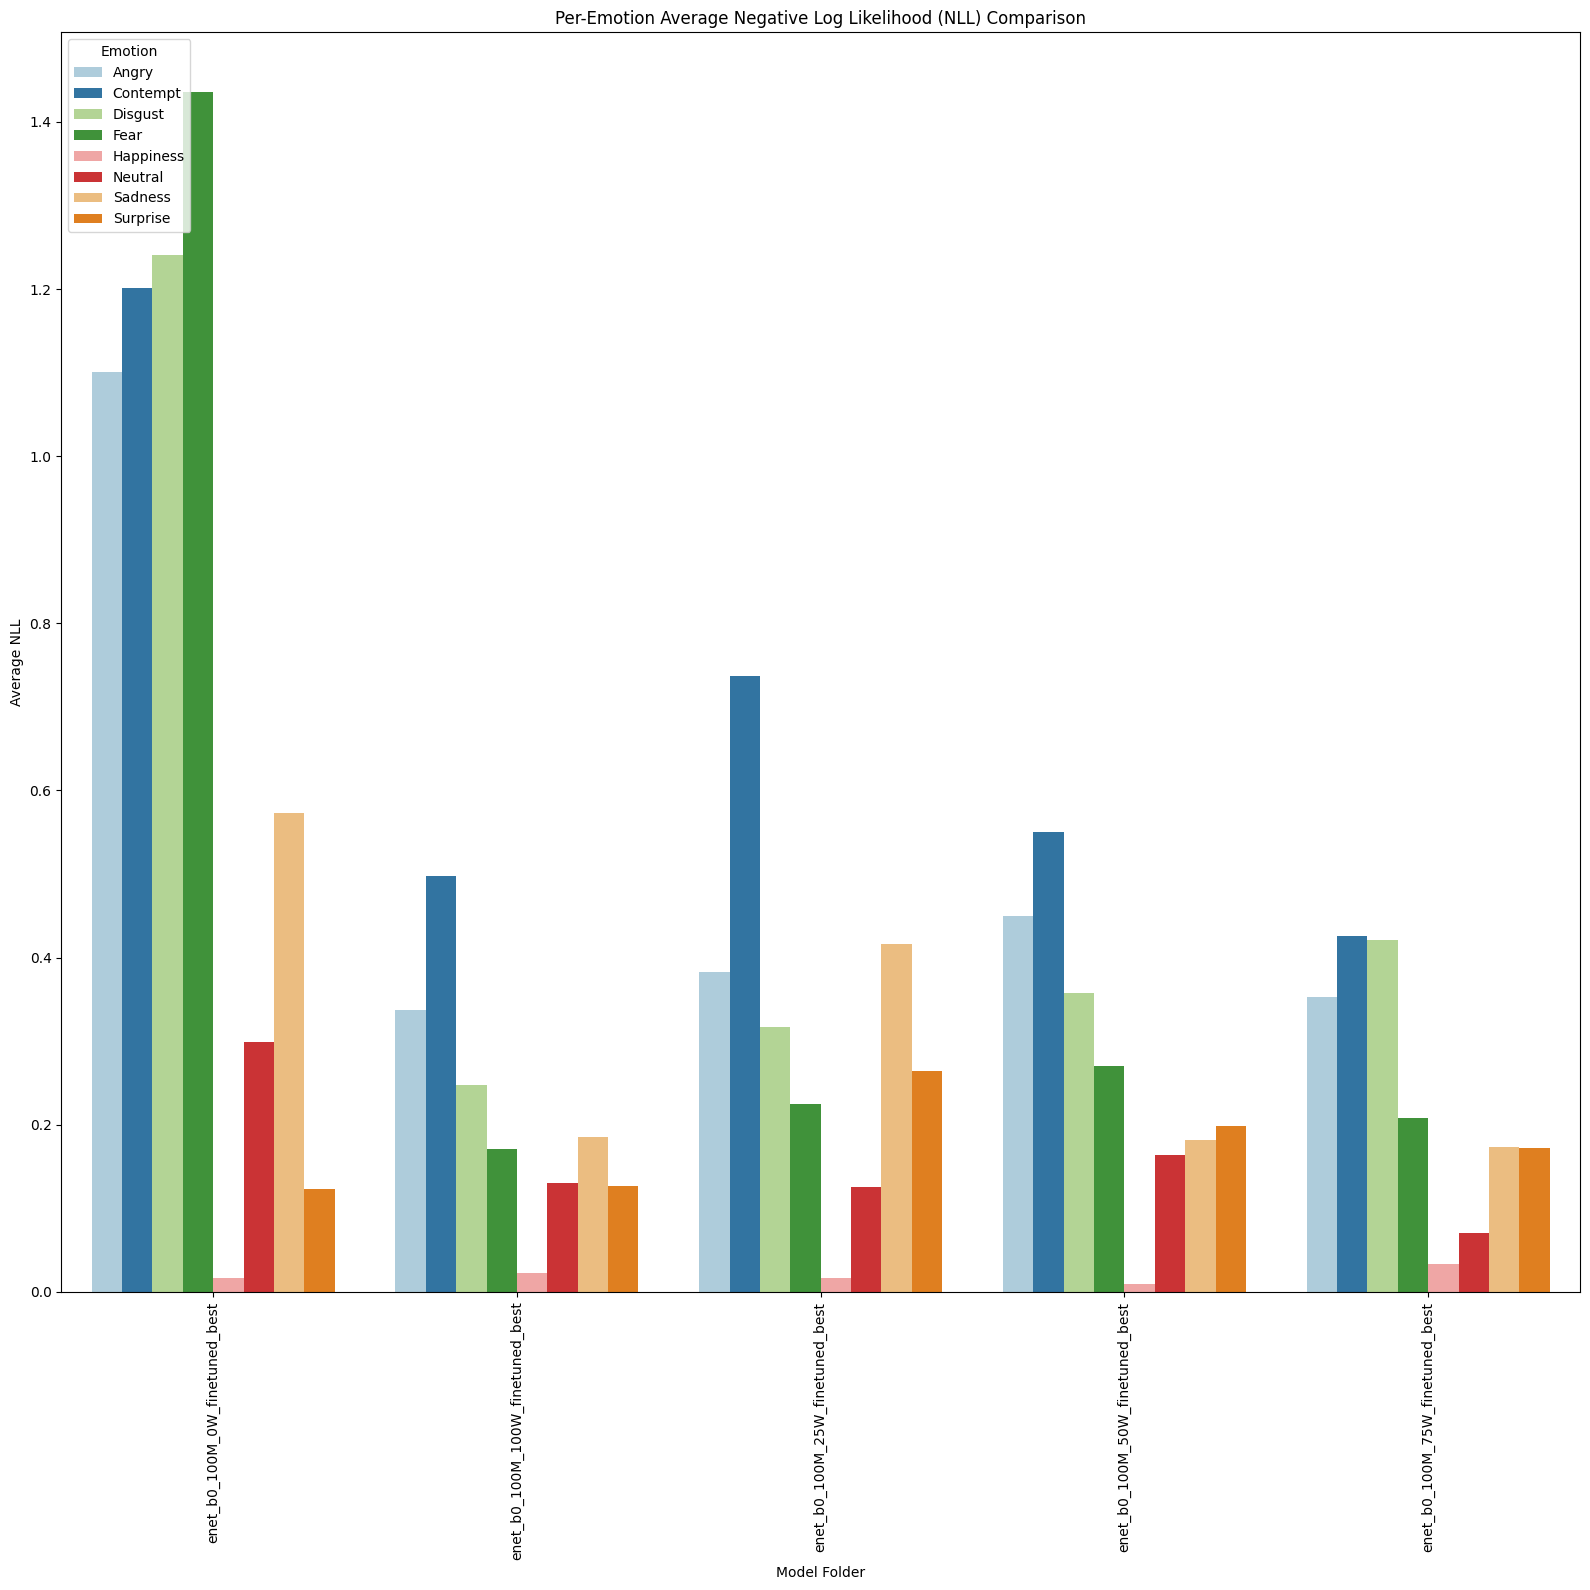 Per-Emotion Average Negative Log Likelihood (NLL) Comparison
Emotion
Angry
Contempt
Disgust
Fear
Happiness
Neutral
Sadness
Surprise
Average NLL
1.4
1.2
1.0
0.8
0.6
0.4
0.2
0.0
enet_b0_100M_0W_finetuned_best
enet_b0_100M_100W_finetuned_best
enet_b0_100M_25W_finetuned_best
enet_b0_100M_50W_finetuned_best
enet_b0_100M_75W_finetuned_best
Model Folder